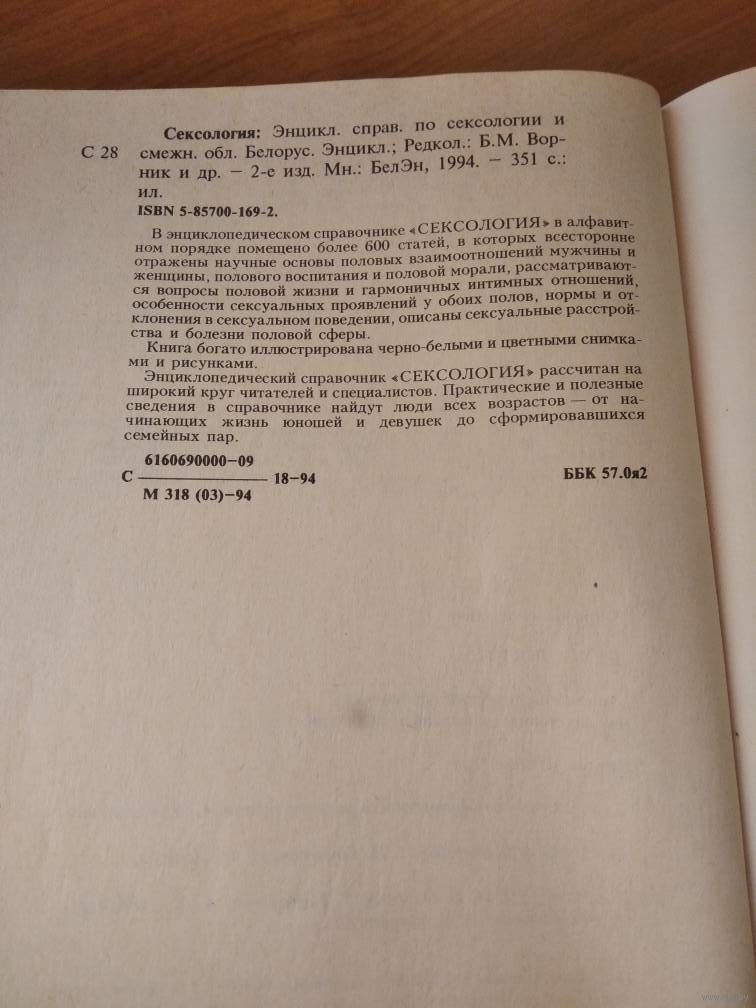 Сексология: Энцикл. справ. по сексологии и
С 28 смежн. обл. Белорус. Энцикл.; Редкол.: Б.М. Вор-
ник и др. – 2-е изд. Мн.: БелЭн, 1994. – 351 с.:
ил.
ISBN 5-85700-169-2.
В энциклопедическом справочнике «СЕКСОЛОГИЯ» в алфавит-
ном порядке помещено более 600 статей, в которых всесторонне
отражены научные основы половых взаимоотношений мужчины и
женщины, полового воспитания и половой морали, рассматривают-
ся вопросы половой жизни и гармоничных интимных отношений,
особенности сексуальных проявлений у обоих полов, нормы и от-
клонения в сексуальном поведении, описаны сексуальные расстрой-
ства и болезни половой сферы.
Книга богато иллюстрирована черно-белыми и цветными снимка-
ми и рисунками.
Энциклопедический справочник «СЕКСОЛОГИЯ» рассчитан на
широкий круг читателей и специалистов. Практические и полезные
сведения в справочнике найдут люди всех возрастов — от на-
чинающих жизнь юношей и девушек до сформировавшихся
семейных пар.
6160690000–09
С ——— 18–94 ББК 57.0я2
М 318 (03)–94